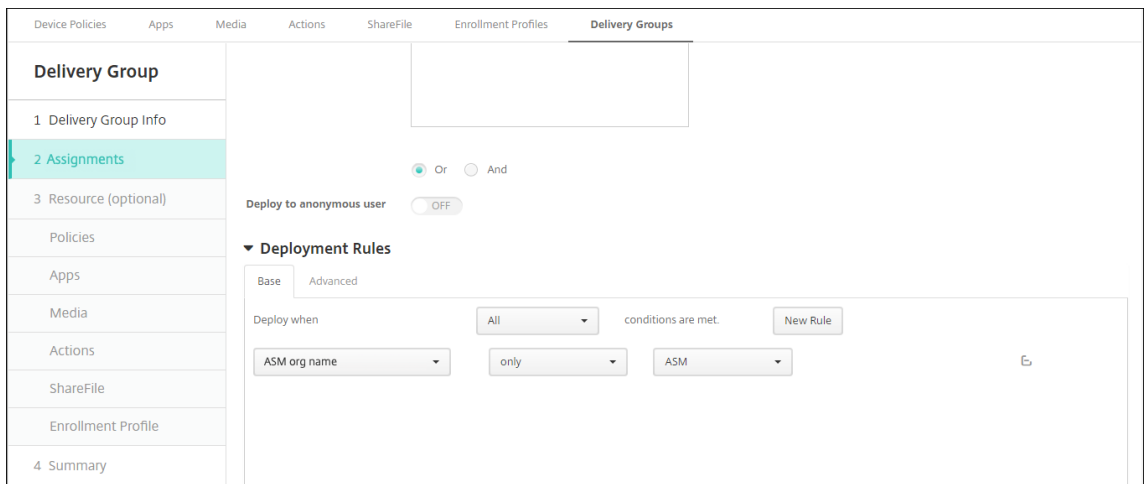 Device Policies Apps Media Actions ShareFile Enrollment Profiles Delivery Groups
Delivery Group
1 Delivery Group Info
2 Assignments
3 Resource (optional)
Policies
Apps
Media
Actions
ShareFile
Enrollment Profile
4 Summary
Or And
Deploy to anonymous user OFF
Deployment Rules
Base Advanced
Deploy when All conditions are met. New Rule
ASM org name only ASM